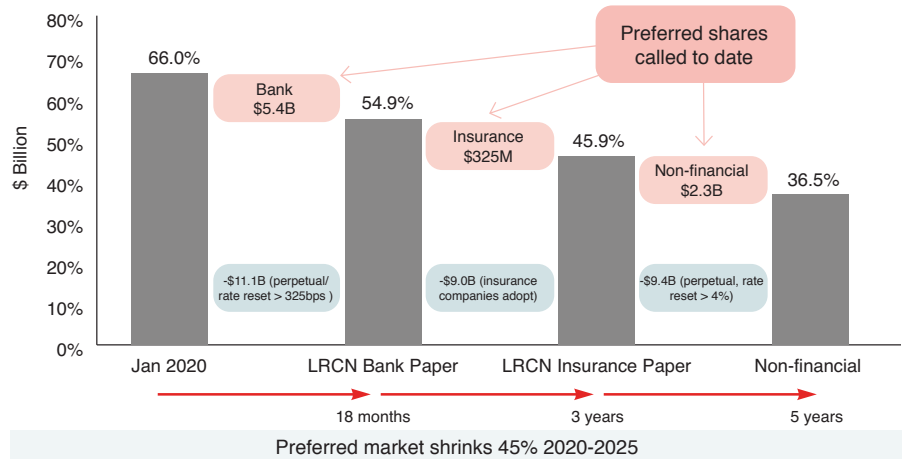 80%
70%
60%
50%
40%
30%
20%
10%
0%
$ Billion
Preferred shares
called to date
66.0%
Bank
$5.4B
54.9%
Insurance
$325M
45.9%
Non-financial
$2.3B
36.5%
-$11.1B (perpetual/
rate reset > 325bps )
-$9.0B (insurance
companies adopt)
-$9.4B (perpetual, rate
reset > 4%)
Jan 2020
LRCN Bank Paper
LRCN Insurance Paper
Non-financial
18 months
3 years
5 years
Preferred market shrinks 45% 2020-2025